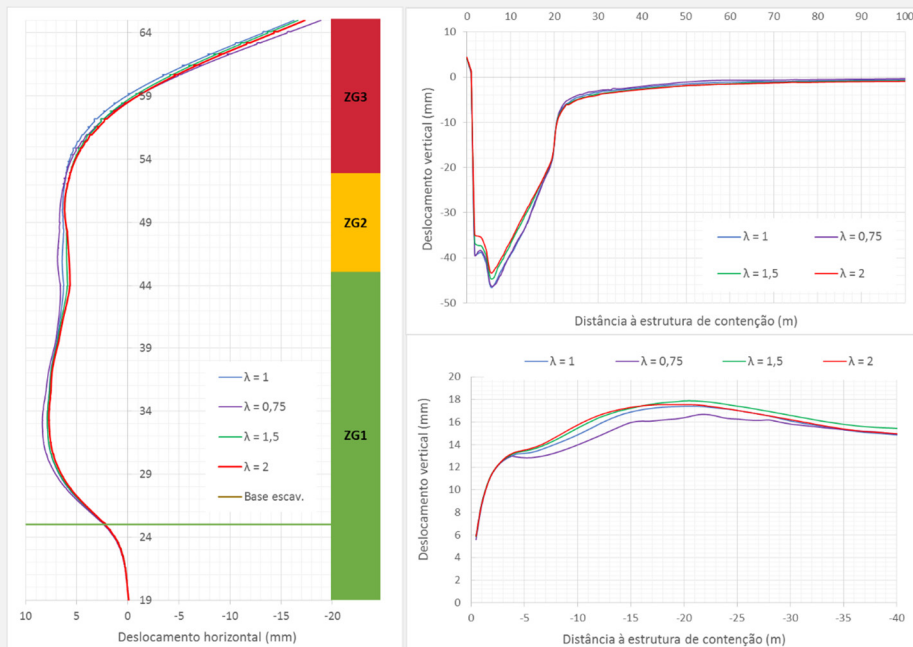 64
59
54
49
44
39
34
29
24
19
ZG3
ZG2
ZG1
λ = 1
λ = 0,75
λ = 1,5
λ = 2
Base escav.
10 5 0 -5 -10 -15 -20
Deslocamento horizontal (mm)
0 10 20 30 40 50 60 70 80 90 100
10
0
-10
-20
-30
-40
-50
Deslocamento vertical (mm)
λ = 1 λ = 0,75
λ = 1,5 λ = 2
Distância à estrutura de contenção (m)
λ = 1 λ = 0,75 λ = 1,5 λ = 2
20
18
16
14
12
10
8
6
4
2
0
Deslocamento vertical (mm)
0 -5 -10 -15 -20 -25 -30 -35 -40
Distância à estrutura de contenção (m)